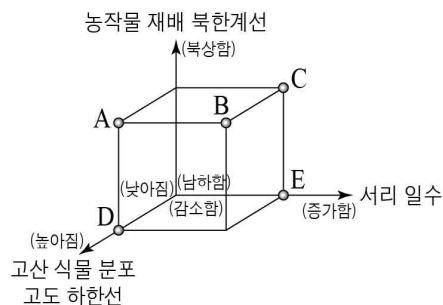 농작물 재배 북한계선
(북상함)
C
A
B
(낮아짐)
(남하함)
D
(감소함)
E
서리 일수
(증가함)
(높아짐)
고산 식물 분포
고도 하한선